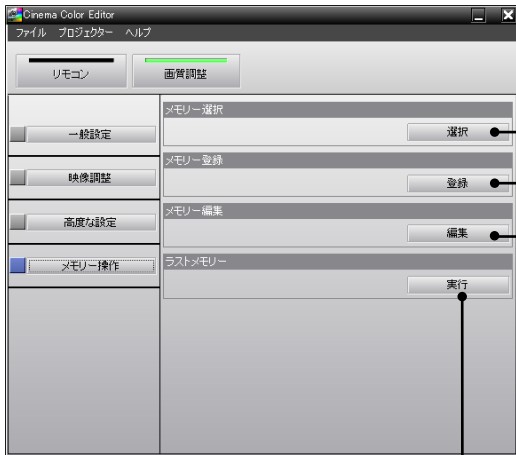 Cinema Color Editor
ファイル プロジェクター ヘルプ
リモコン 画質調整
一般設定
映像調整
高度な設定
メモリー操作
メモリー選択
選択
メモリー登録
登録
メモリー編集
編集
ラストメモリー
実行